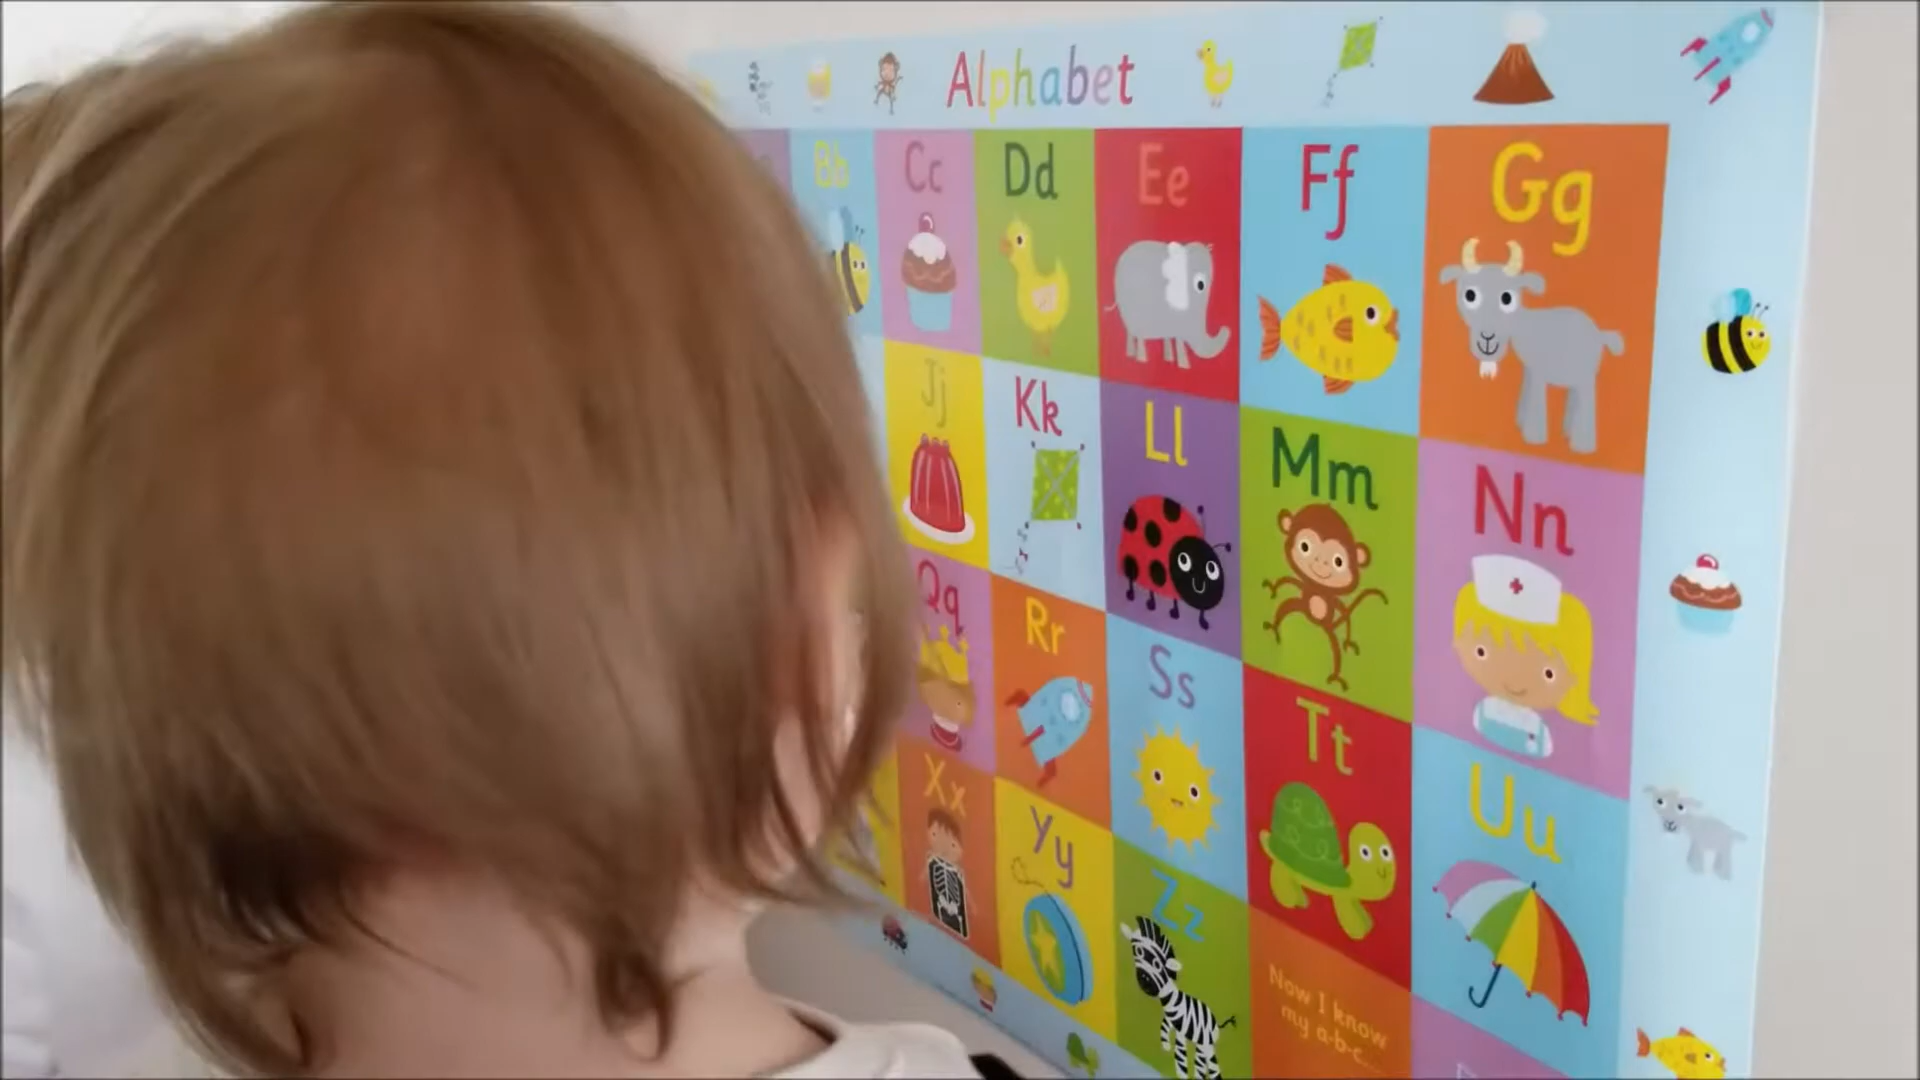 Alphabet
Bb Cc Dd Ee Ff Gg
Jj Kk Ll Mm Nn
Qq Rr Ss Tt Uu
Xx Yy Zz
Now I know
my a-b-c...